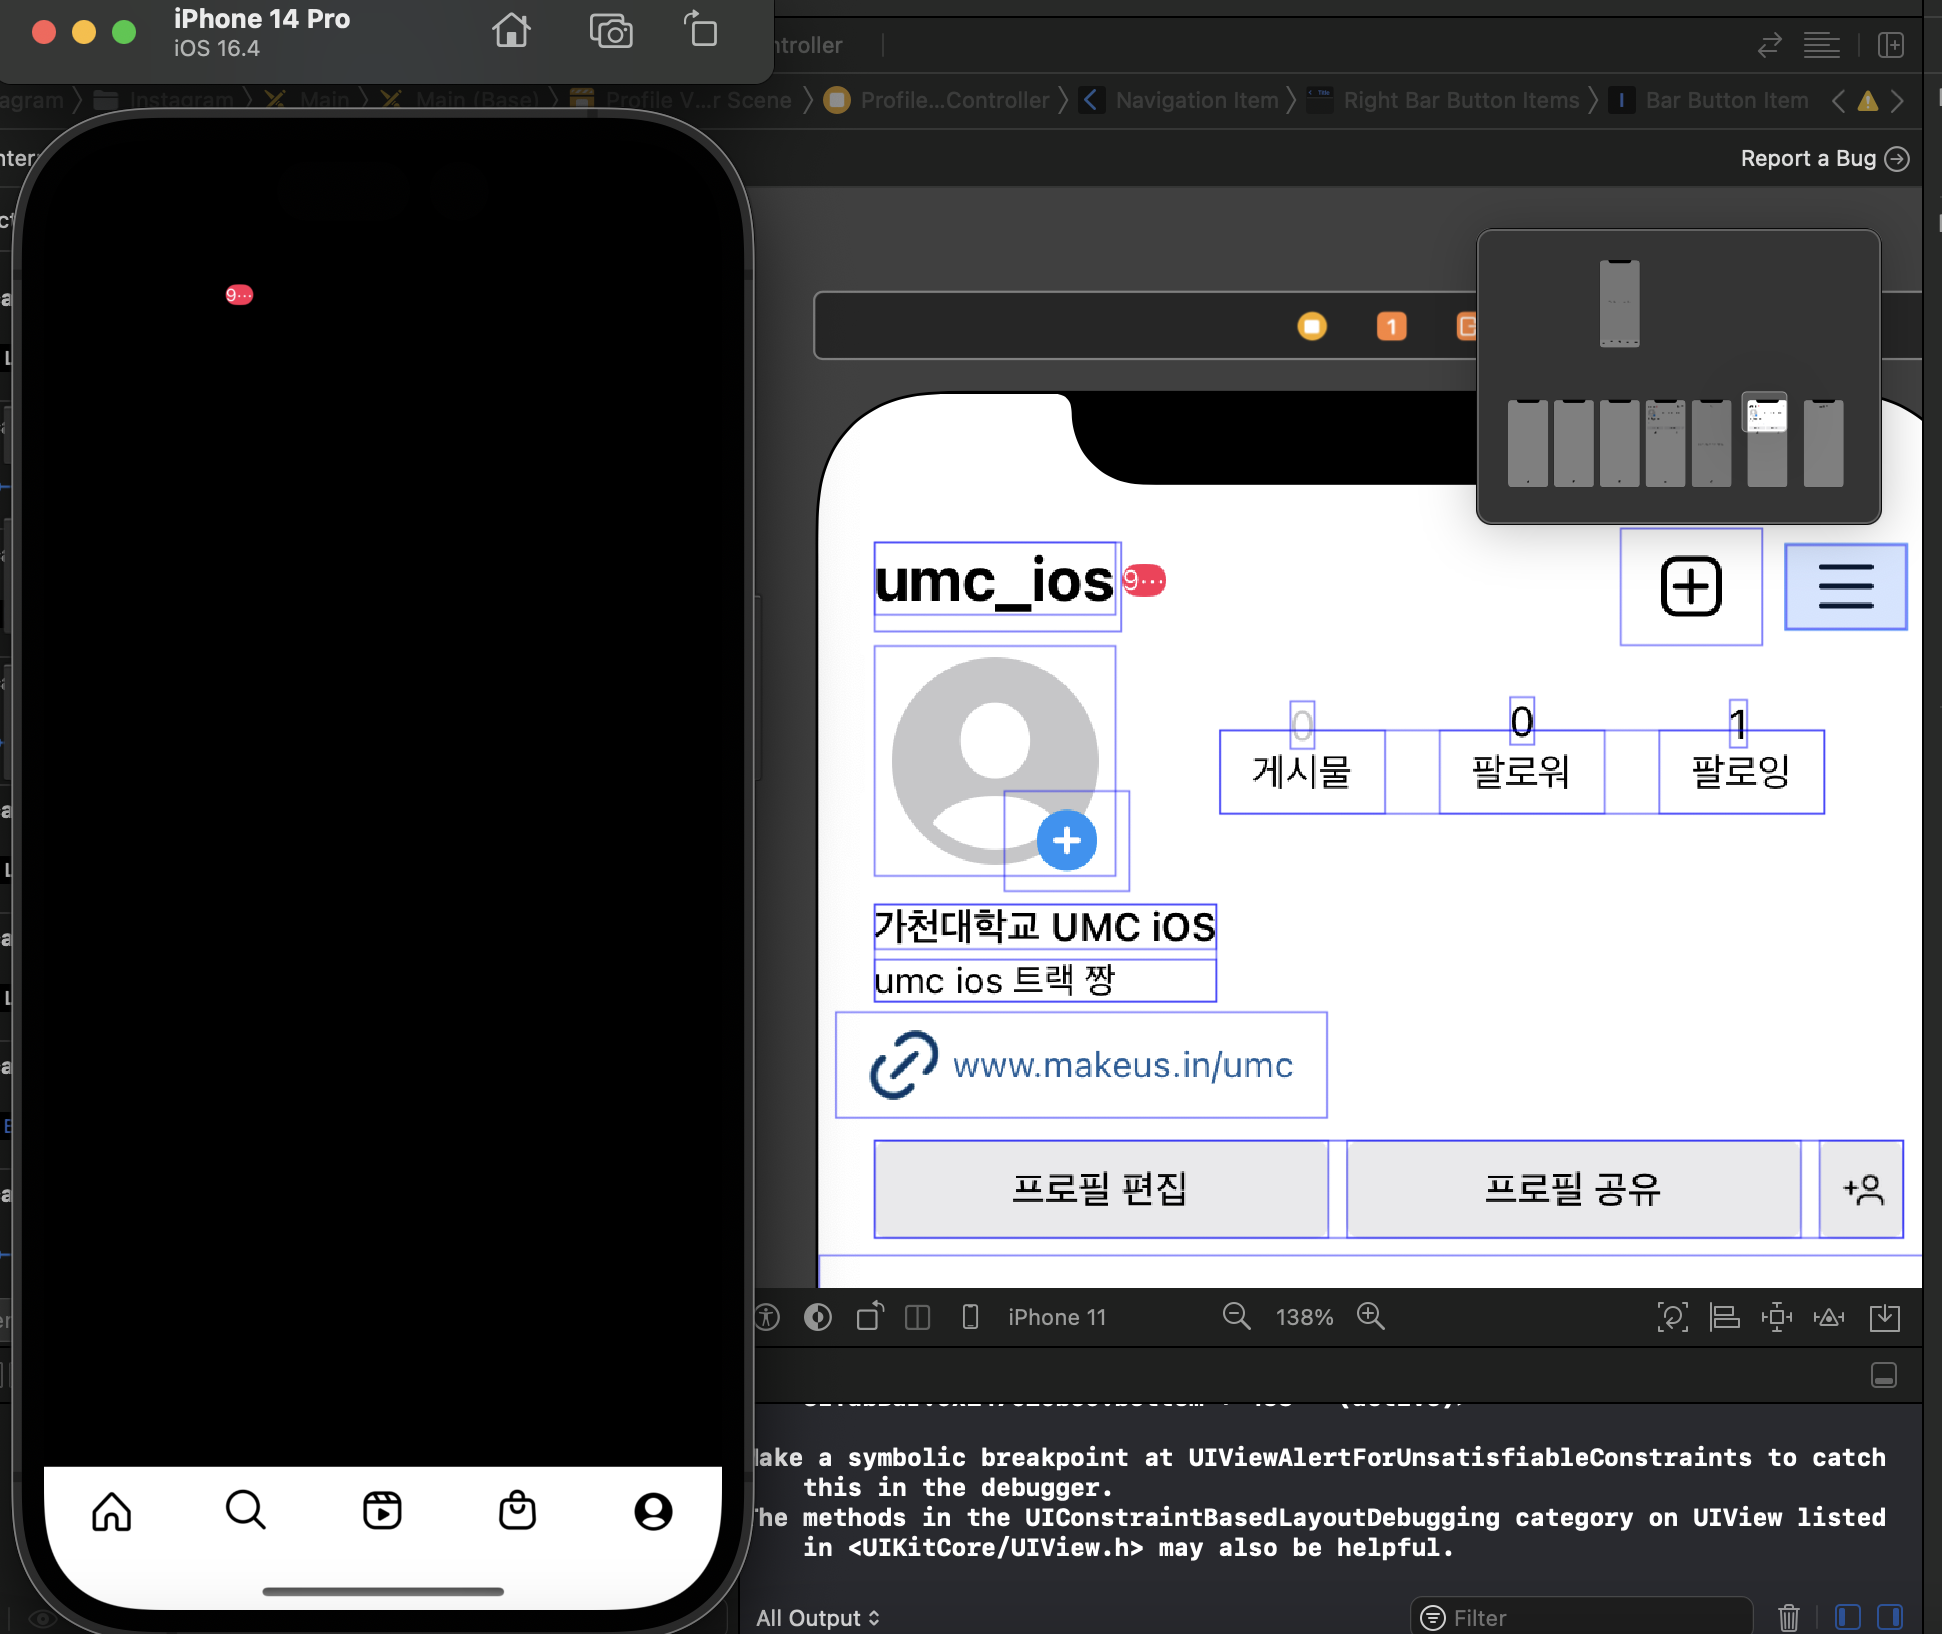 iPhone 14 Pro
iOS 16.4
ntroller
agram
Instagram
Main
Main (Base)
Profile V...r Scene
Profile...Controller
Navigation Item
Right Bar Button Items
Bar Button Item
Report a Bug
9...
1
umc_ios
9...
0
0
1
게시물
팔로워
팔로잉
가천대학교 UMC iOS
umc ios 트랙 짱
www.makeus.in/umc
프로필 편집
프로필 공유
iPhone 11
138%
Make a symbolic breakpoint at UIViewAlertForUnsatisfiableConstraints to catch
this in the debugger.
The methods in the UIConstraintBasedLayoutDebugging category on UIView listed
in <UIKitCore/UIView.h> may also be helpful.
All Output
Filter